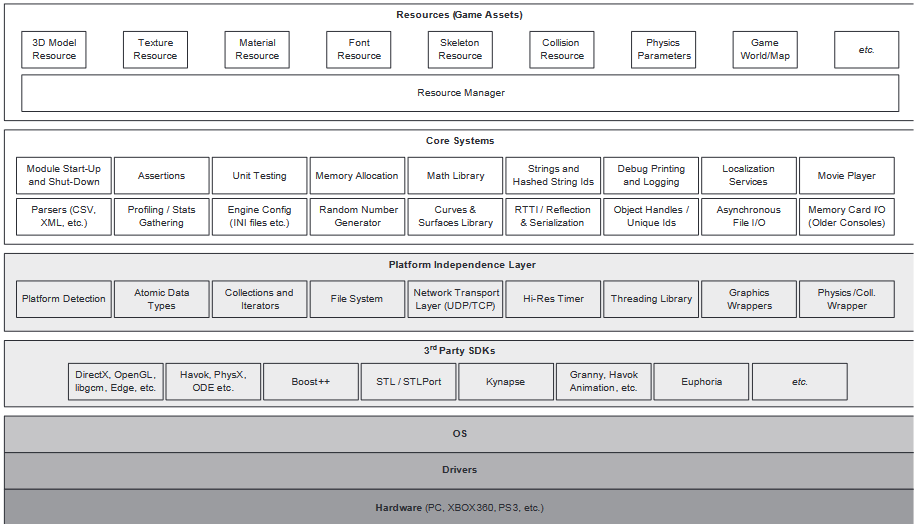 Resources (Game Assets)
3D Model
Resource
Texture
Resource
Material
Resource
Font
Resource
Skeleton
Resource
Collision
Resource
Physics
Parameters
Game
World/Map
etc.
Resource Manager
Core Systems
Module Start-Up
and Shut-Down
Assertions
Unit Testing
Memory Allocation
Math Library
Strings and
Hashed String Ids
Debug Printing
and Logging
Localization
Services
Movie Player
Parsers (CSV,
XML, etc.)
Profiling / Stats
Gathering
Engine Config
(INI files etc.)
Random Number
Generator
Curves &
Surfaces Library
RTTI / Reflection
& Serialization
Object Handles /
Unique Ids
Asynchronous
File I/O
Memory Card I/O
(Older Consoles)
Platform Independence Layer
Platform Detection
Atomic Data
Types
Collections and
Iterators
File System
Network Transport
Layer (UDP/TCP)
Hi-Res Timer
Threading Library
Graphics
Wrappers
Physics /Coll.
Wrapper
3rd Party SDKs
DirectX, OpenGL,
libgcm, Edge, etc.
Havok, PhysX,
ODE etc.
Boost++
STL / STLPort
Kynapse
Granny, Havok
Animation, etc.
Euphoria
etc.
OS
Drivers
Hardware (PC, XBOX360, PS3, etc.)